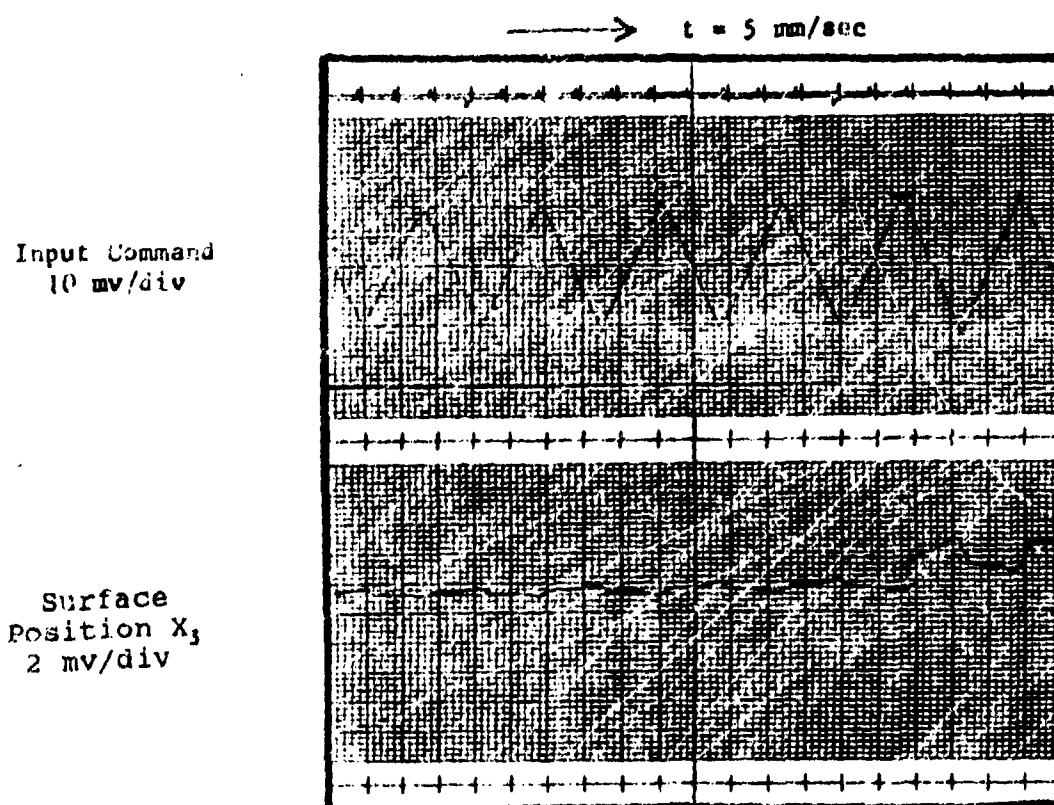 t = 5 mm/sec
Input Command
10 mv/div
Surface
Position X₃
2 mv/div